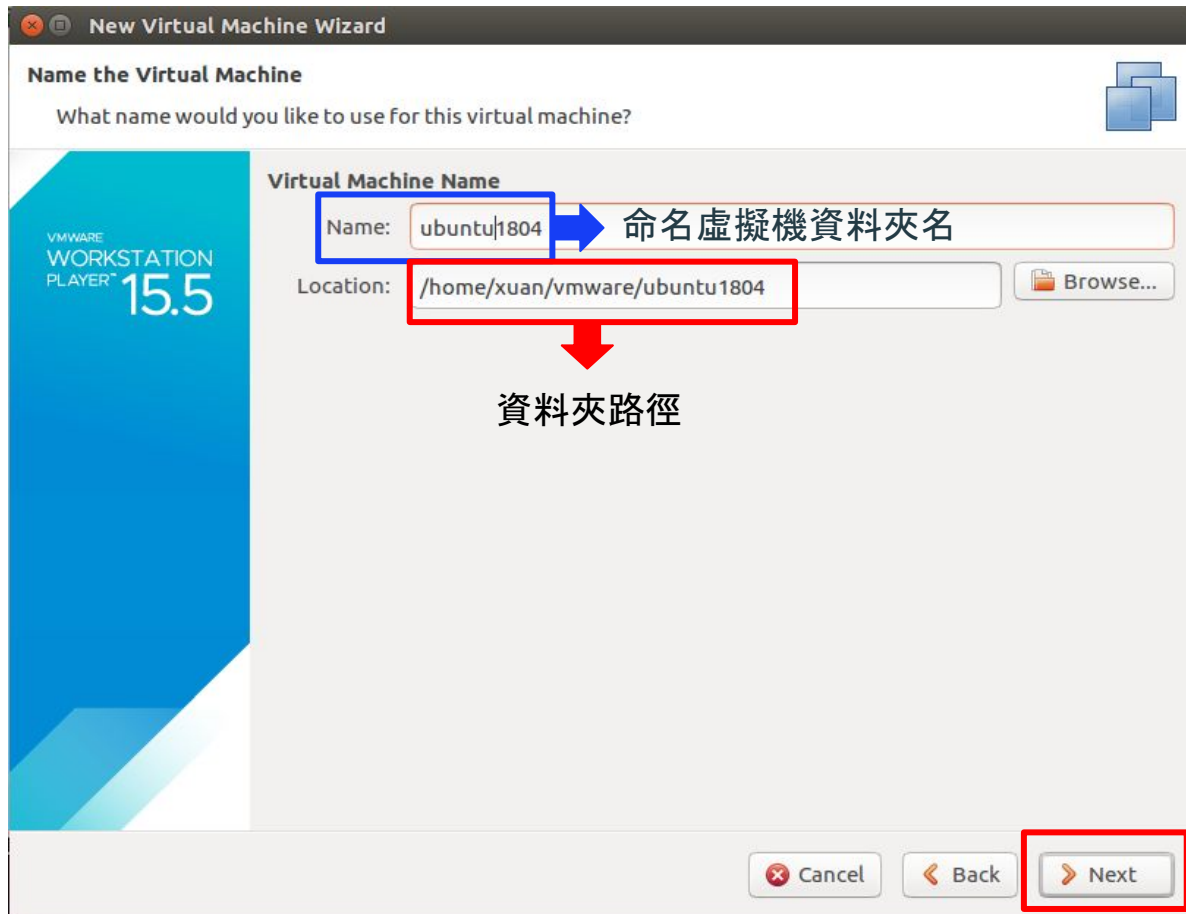 New Virtual Machine Wizard
Name the Virtual Machine
What name would you like to use for this virtual machine?
VMWARE
WORKSTATION
PLAYER™ 15.5
Virtual Machine Name
Name: ubuntu1804 命名虛擬機資料夾名
Location: /home/xuan/vmware/ubuntu1804 Browse...
資料夾路徑
Cancel Back Next